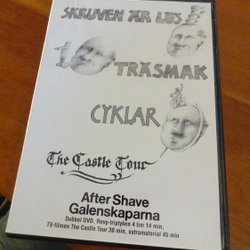 SKRUVEN ÄR LÖS
TRÄSMAK
CYKLAR
The Castle Tour
After Shave
Galenskaparna
Dubbel DVD. Revy-triptyken 4 tim 14 min,
TV-filmen The Castle Tour 30 min, extramaterial 45 min